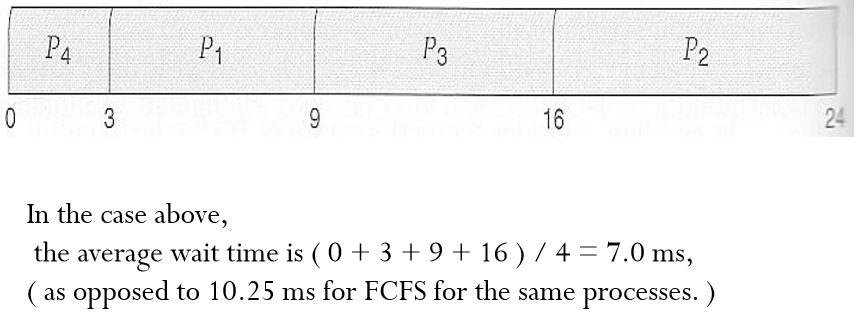 P4 P1 P3 P2
0 3 9 16 24
In the case above,
the average wait time is ( 0 + 3 + 9 + 16 ) / 4 = 7.0 ms,
( as opposed to 10.25 ms for FCFS for the same processes. )